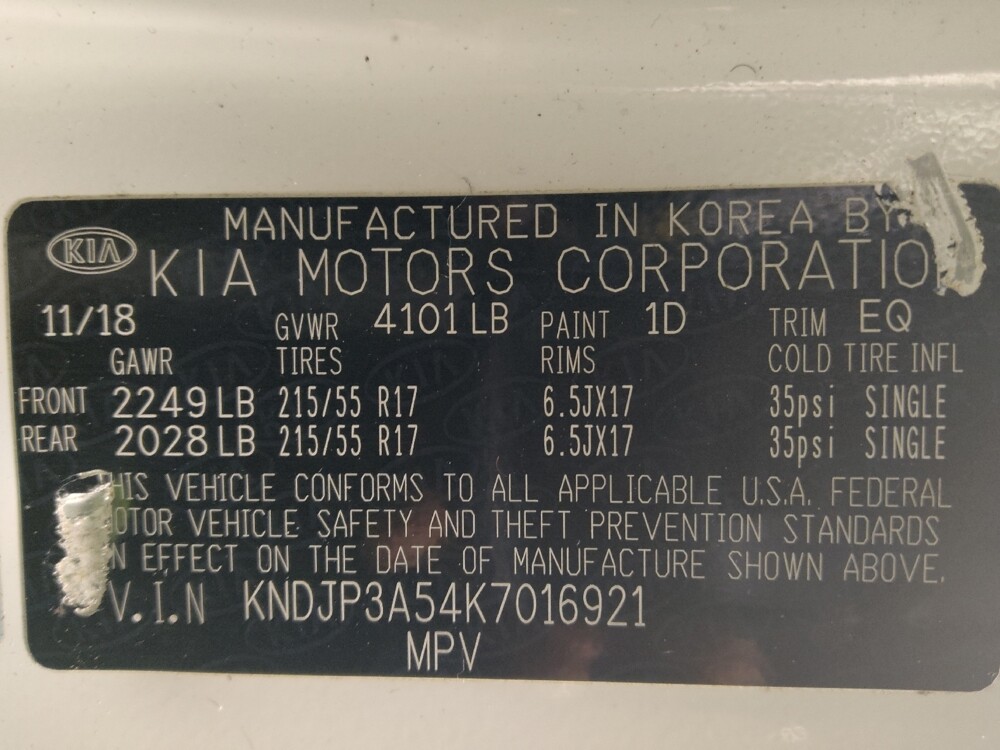 MANUFACTURED IN KOREA BY
KIA
KIA MOTORS CORPORATIO
11/18 GVWR 4101 LB PAINT 1D TRIM EQ
GAWR TIRES RIMS COLD TIRE INFL
FRONT 2249 LB 215/55 R17 6.5JX17 35psi SINGLE
REAR 2028 LB 215/55 R17 6.5JX17 35psi SINGLE
HIS VEHICLE CONFORMS TO ALL APPLICABLE U.S.A. FEDERAL
OTOR VEHICLE SAFETY AND THEFT PREVENTION STANDARDS
N EFFECT ON THE DATE OF MANUFACTURE SHOWN ABOVE.
V.I.N KNDJP3A54K7016921
MPV